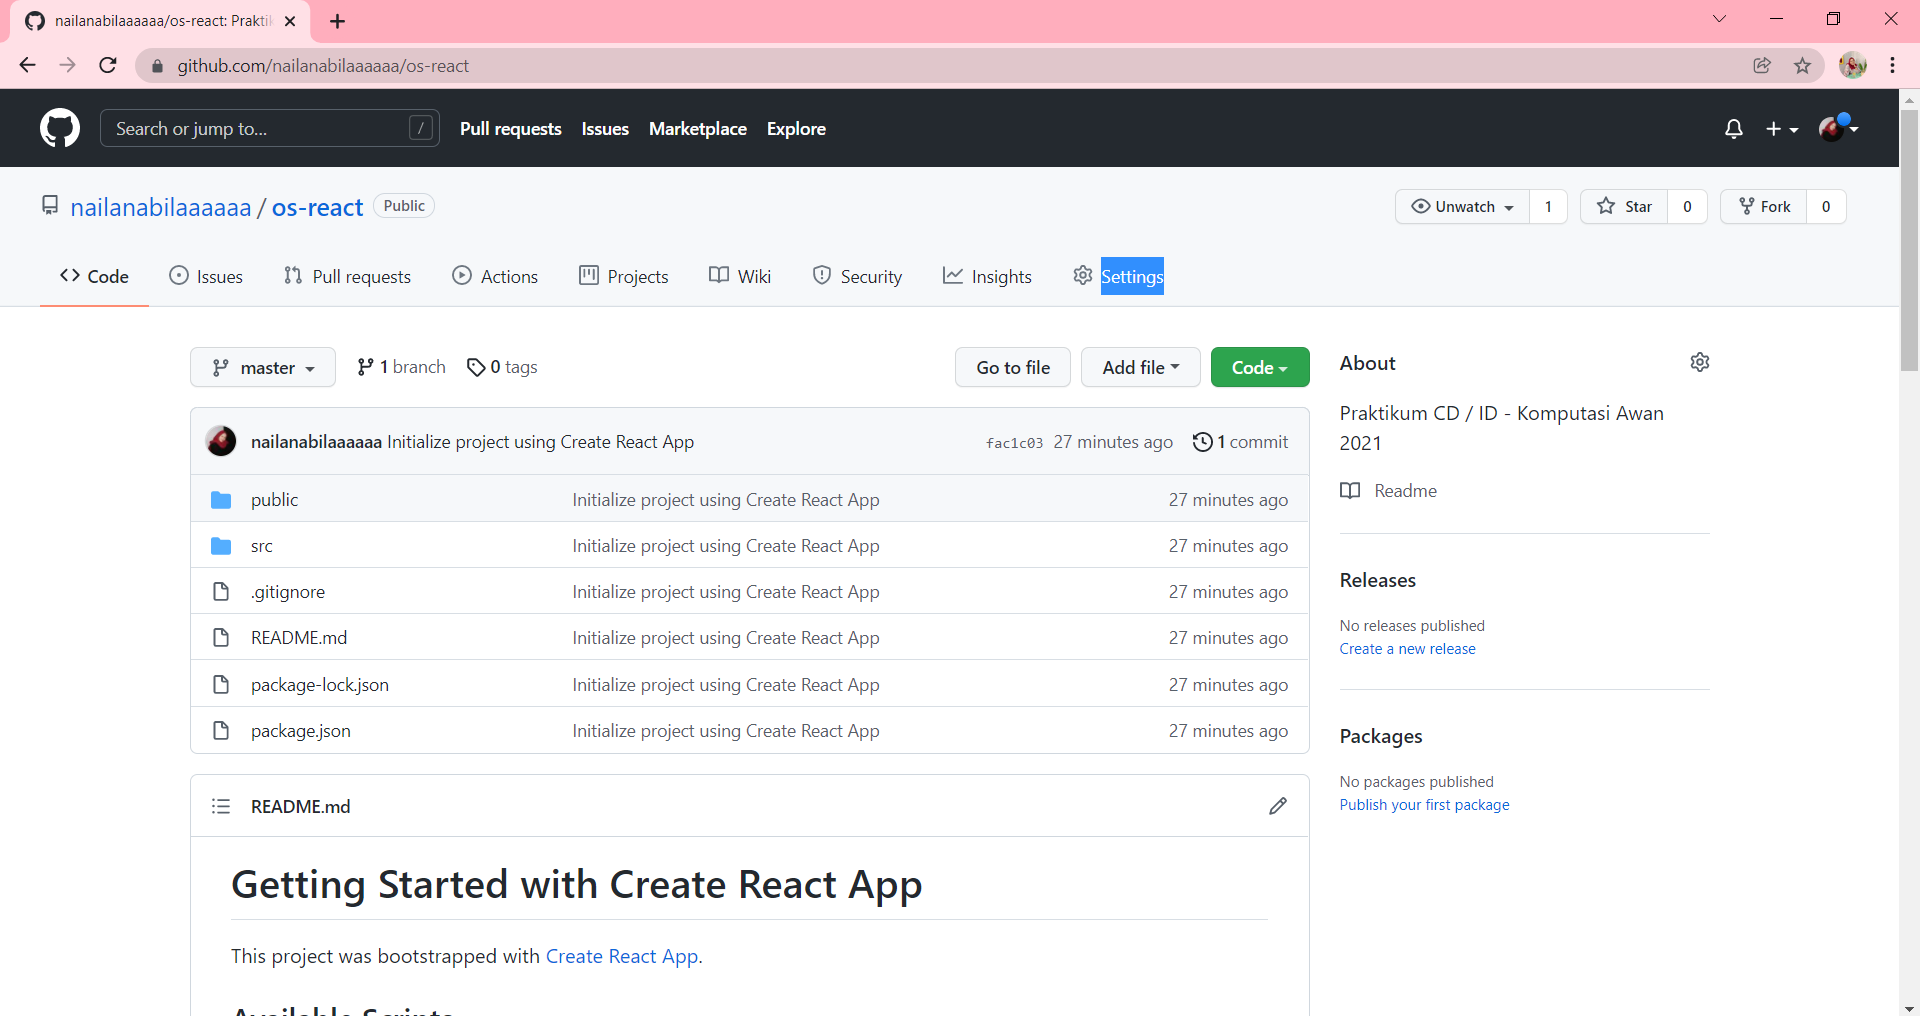 nailanabilaaaaaa/os-react: Prakti
github.com/nailanabilaaaaaa/os-react
Search or jump to... /
Pull requests Issues Marketplace Explore
nailanabilaaaaaa / os-react Public
Unwatch 1 Star 0 Fork 0
Code Issues Pull requests Actions Projects Wiki Security Insights Settings
master 1 branch 0 tags Go to file Add file Code
nailanabilaaaaaa Initialize project using Create React App fac1c03 27 minutes ago 1 commit
public Initialize project using Create React App 27 minutes ago
src Initialize project using Create React App 27 minutes ago
.gitignore Initialize project using Create React App 27 minutes ago
README.md Initialize project using Create React App 27 minutes ago
package-lock.json Initialize project using Create React App 27 minutes ago
package.json Initialize project using Create React App 27 minutes ago
README.md
Getting Started with Create React App
This project was bootstrapped with Create React App.
Available Scripts
About
Praktikum CD / ID - Komputasi Awan
2021
Readme
Releases
No releases published
Create a new release
Packages
No packages published
Publish your first package